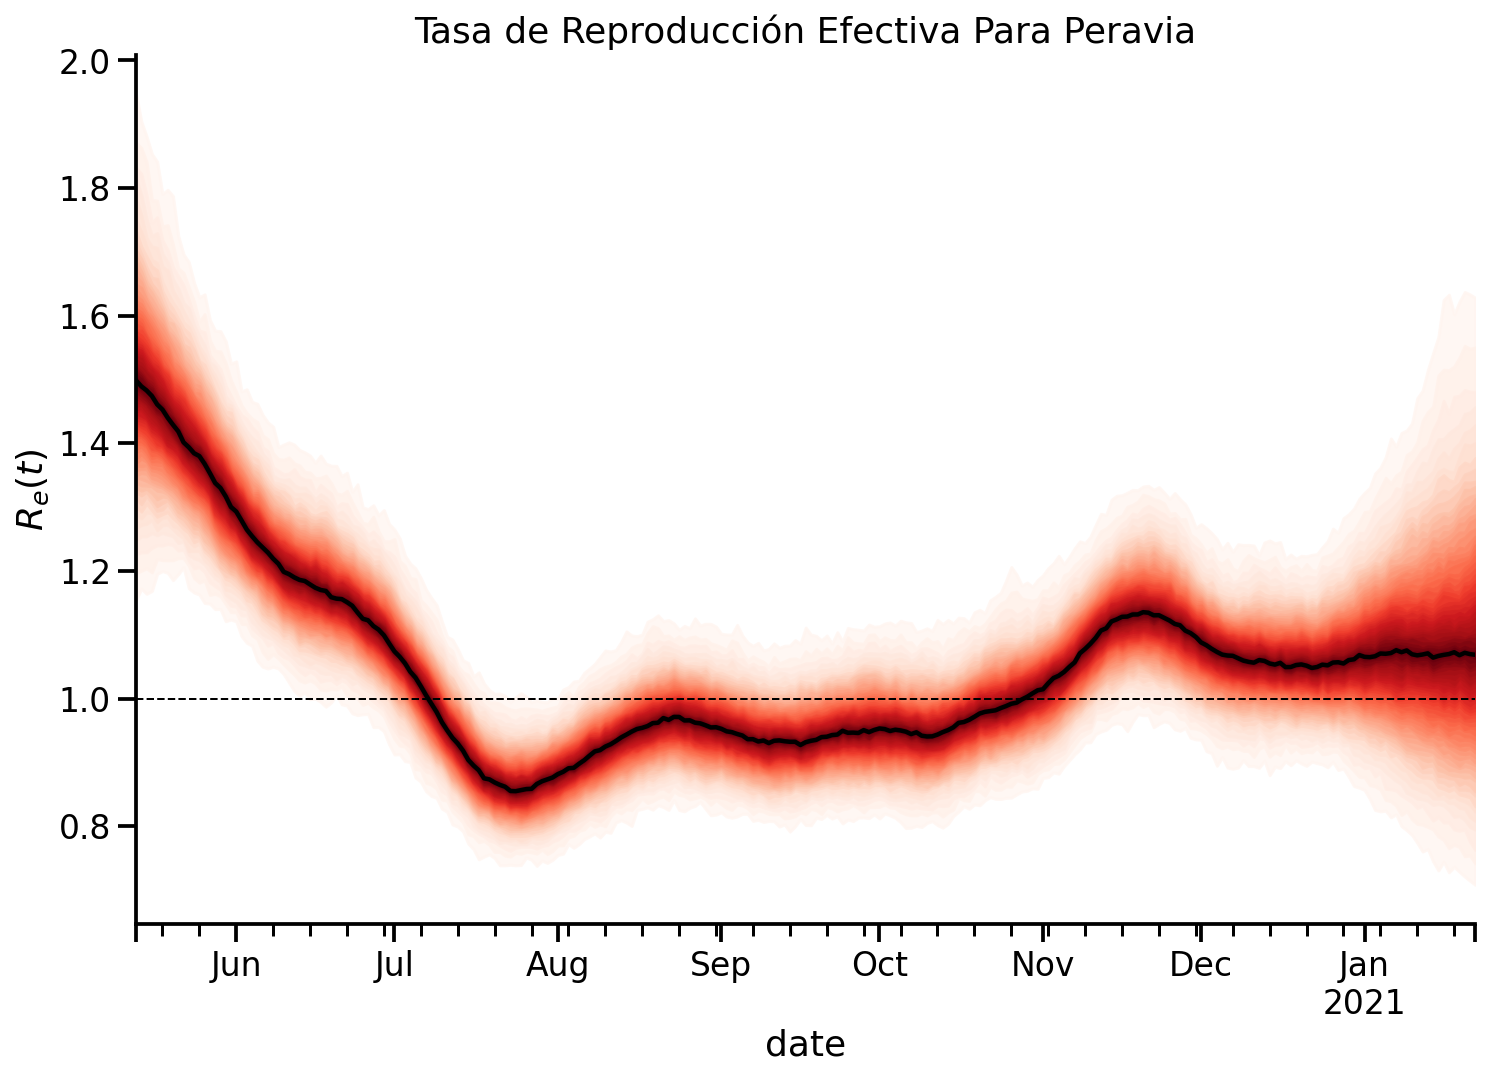 Tasa de Reproducción Efectiva Para Peravia
2.0
1.8
1.6
1.4
1.2
1.0
0.8
R_e(t)
Jun Jul Aug Sep Oct Nov Dec Jan
2021
date